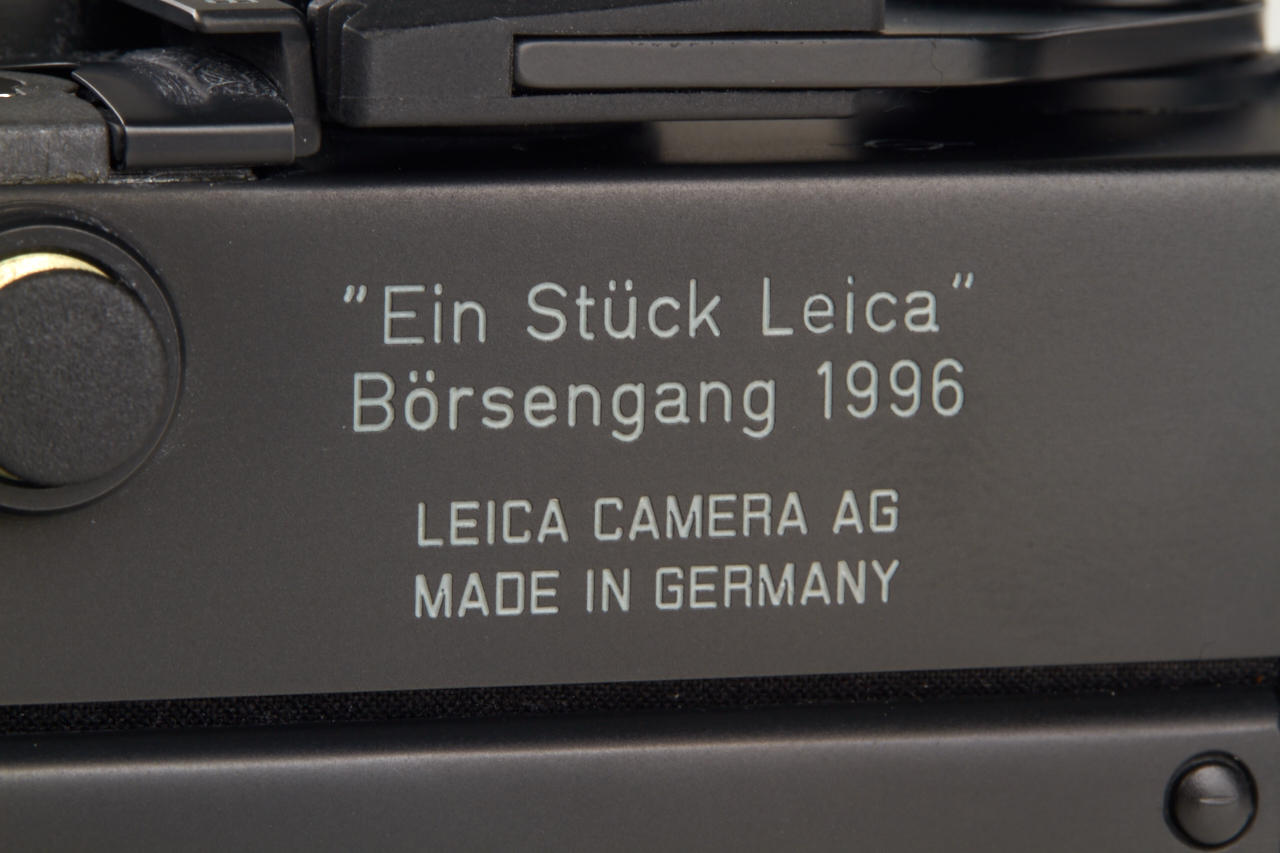 "Ein Stück Leica"
Börsengang 1996
LEICA CAMERA AG
MADE IN GERMANY